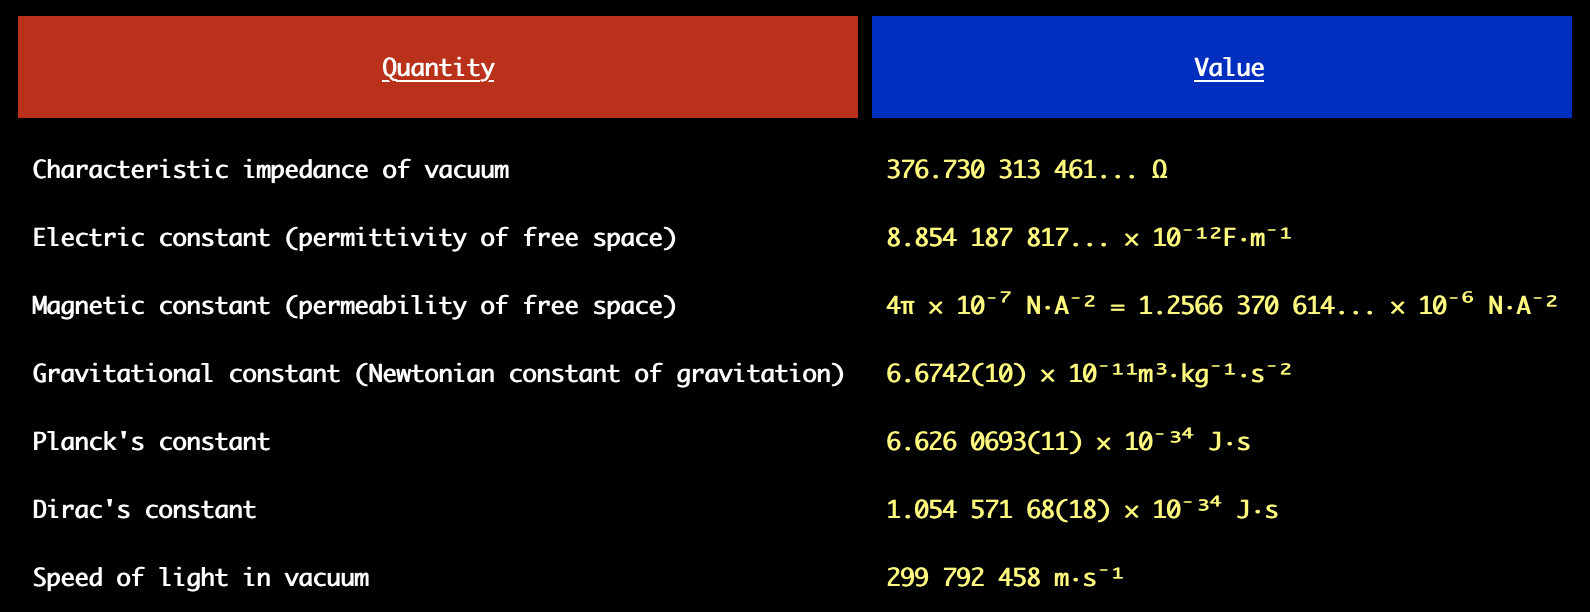 Quantity Value
Characteristic impedance of vacuum 376.730 313 461... Ω
Electric constant (permittivity of free space) 8.854 187 817... × 10⁻¹²F·m⁻¹
Magnetic constant (permeability of free space) 4π × 10⁻⁷ N·A⁻² = 1.2566 370 614... × 10⁻⁶ N·A⁻²
Gravitational constant (Newtonian constant of gravitation) 6.6742(10) × 10⁻¹¹m³·kg⁻¹·s⁻²
Planck's constant 6.626 0693(11) × 10⁻³⁴ J·s
Dirac's constant 1.054 571 68(18) × 10⁻³⁴ J·s
Speed of light in vacuum 299 792 458 m·s⁻¹